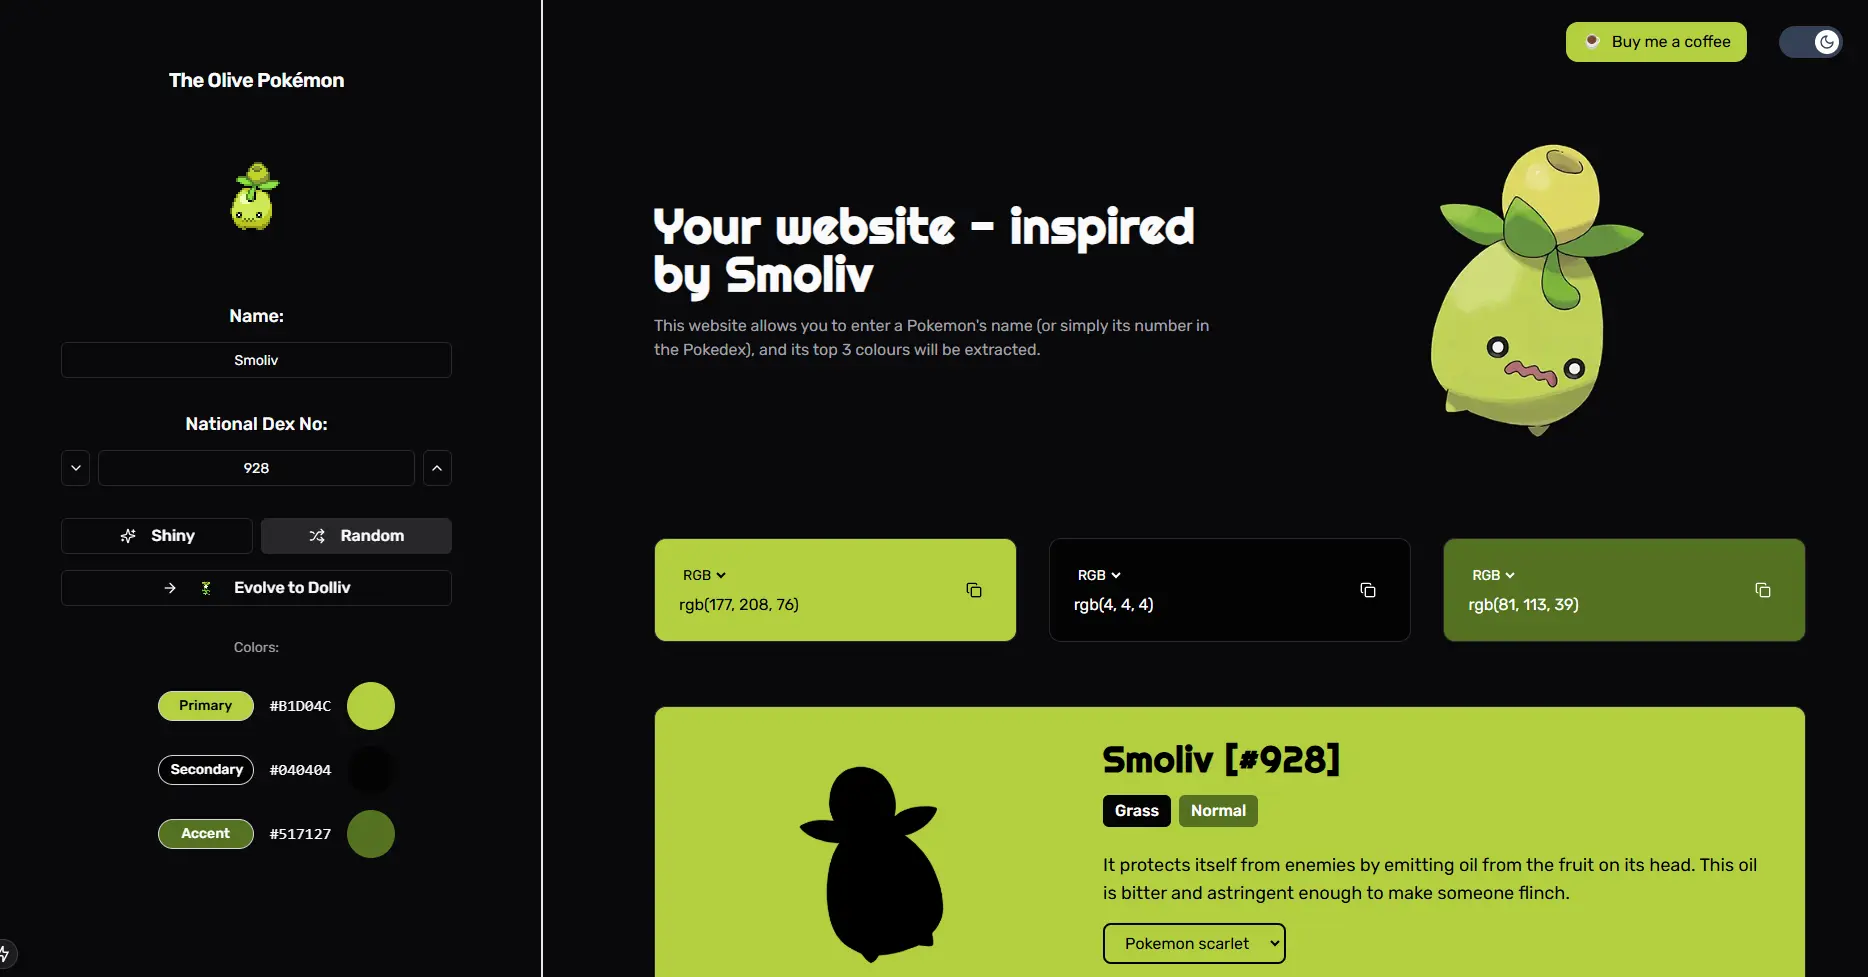 The Olive Pokémon
Name:
Smoliv
National Dex No:
928
Shiny
Random
Evolve to Dolliv
Colors:
Primary
#B1D04C
Secondary
#040404
Accent
#517127
Buy me a coffee
Your website - inspired
by Smoliv
This website allows you to enter a Pokemon's name (or simply its number in
the Pokedex), and its top 3 colours will be extracted.
RGB
rgb(177, 208, 76)
RGB
rgb(4, 4, 4)
RGB
rgb(81, 113, 39)
Smoliv [#928]
Grass
Normal
It protects itself from enemies by emitting oil from the fruit on its head. This oil
is bitter and astringent enough to make someone flinch.
Pokemon scarlet